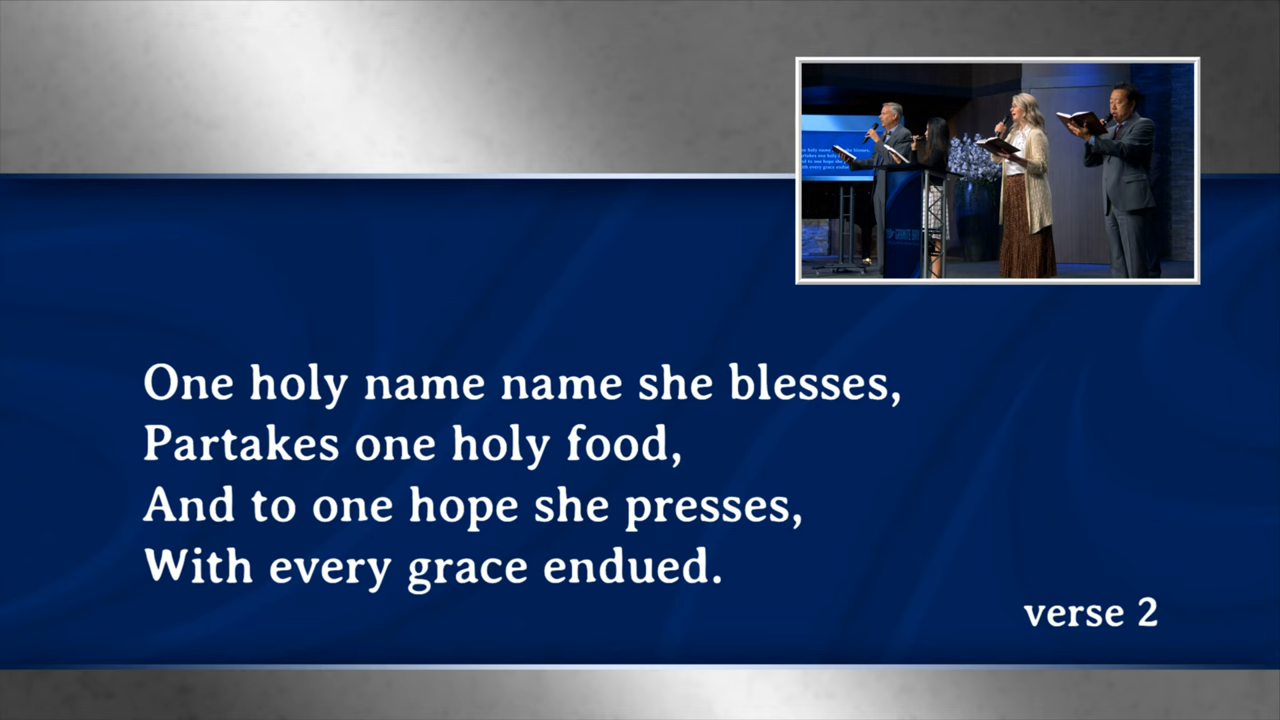 One holy name name she blesses,
Partakes one holy food,
And to one hope she presses,
With every grace endued.
verse 2